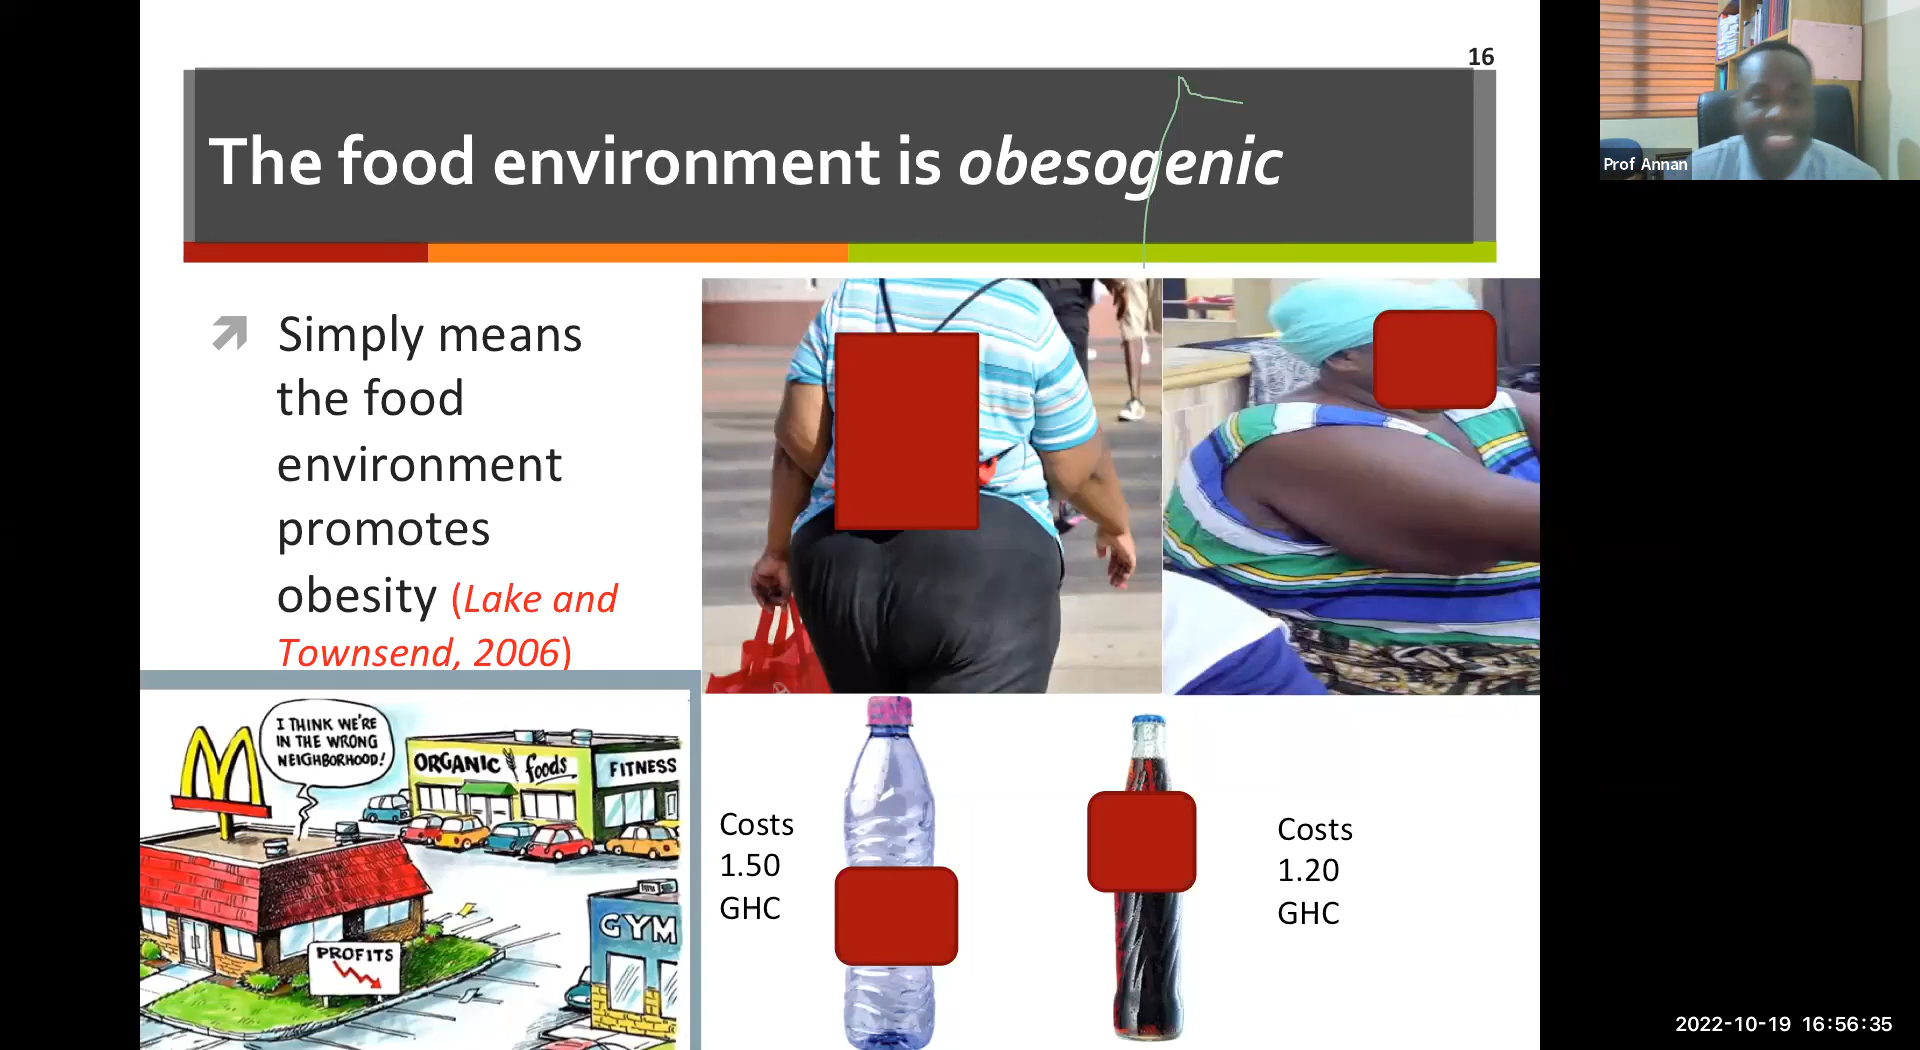 16
The food environment is obesogenic
Simply means
the food
environment
promotes
obesity (Lake and
Townsend, 2006)
I THINK WE'RE
IN THE WRONG
NEIGHBORHOOD!
M
ORGANIC foods
FITNESS
PROFITS
GYM
Costs
1.50
GHC
Costs
1.20
GHC
Prof Annan
2022-10-19 16:56:35